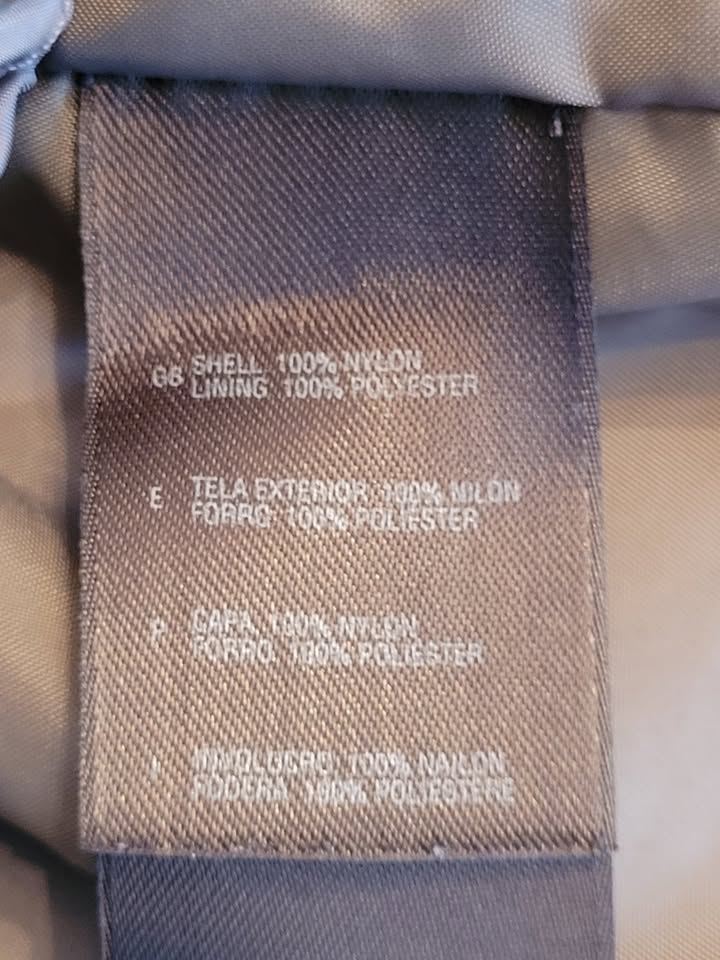 GB SHELL 100% NYLON
LINING 100% POLYESTER
E TELA EXTERIOR 100% NILON
FORRO 100% POLIESTER
P CAPA 100% NYLON
FORRO 100% POLIESTER
I INVOLUCRO 100% NAILON
FODERA 100% POLIESTERE